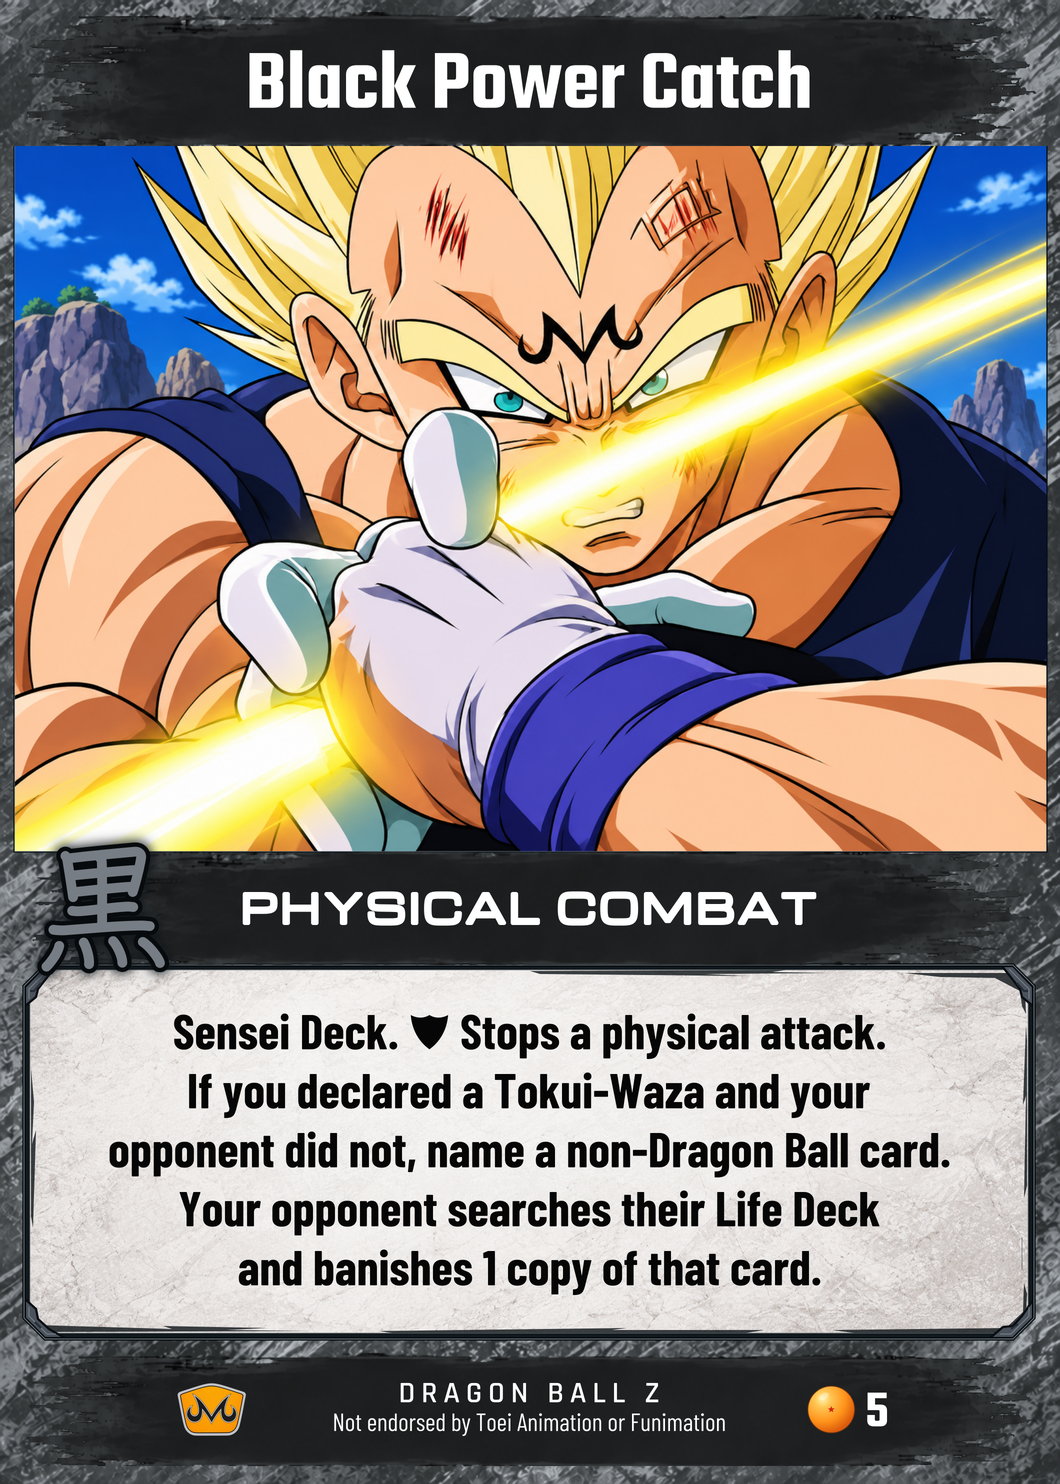 Black Power Catch
黒
PHYSICAL COMBAT
Sensei Deck. Stops a physical attack.
If you declared a Tokui-Waza and your
opponent did not, name a non-Dragon Ball card.
Your opponent searches their Life Deck
and banishes 1 copy of that card.
DRAGON BALL Z
Not endorsed by Toei Animation or Funimation
5